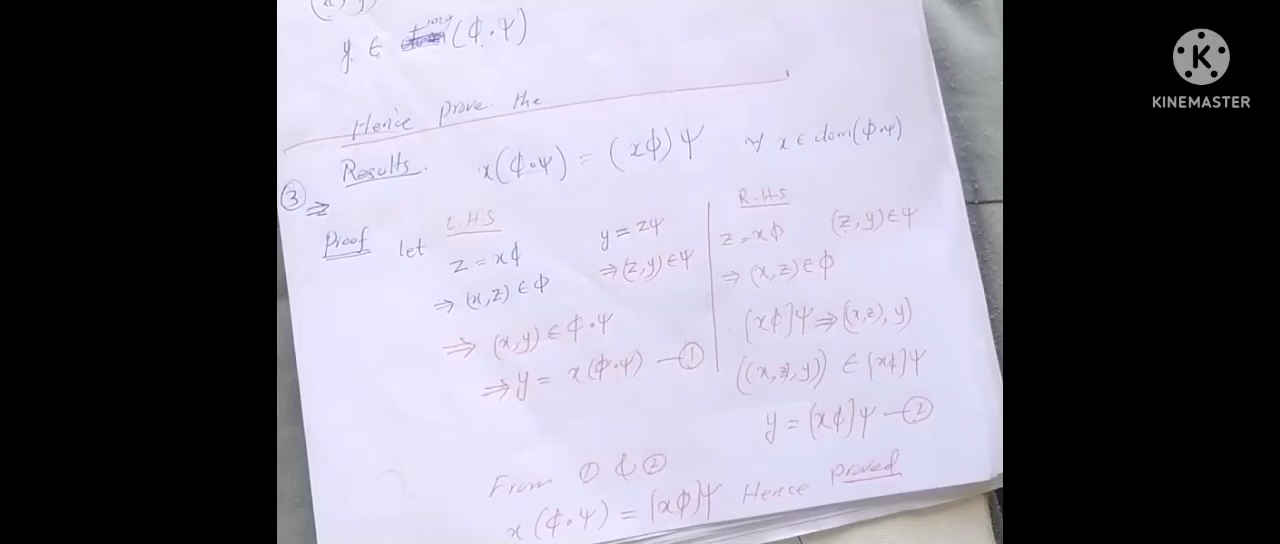 (x, y)
y ∈ Img (ϕ•ψ)
Hence prove the
Results. x(ϕ•ψ) = (xϕ)ψ ∀ x ∈ dom(ϕ•ψ)
③ ⇒
Proof let L.H.S
z = xϕ y = zψ
⇒ (x,z) ∈ ϕ ⇒ (z,y) ∈ ψ
⇒ (x,y) ∈ ϕ•ψ
⇒ y = x(ϕ•ψ) —①
R.H.S
z = xϕ (z,y) ∈ ψ
⇒ (x,z) ∈ ϕ
[xϕ]ψ ⇒ (x,z), y)
((x,z),y)) ∈ [xϕ]ψ
y = [xϕ]ψ —②
From ① & ②
x(ϕ•ψ) = [xϕ]ψ Hence proved
K
KINEMASTER